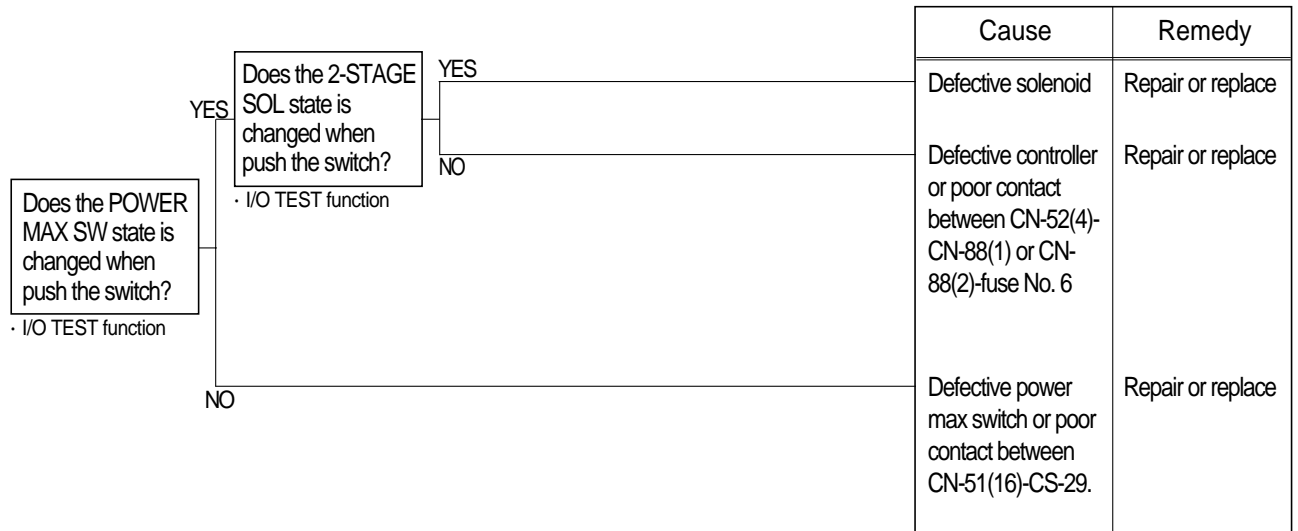 Cause
Remedy
Does the 2-STAGE
SOL state is
changed when
push the switch?
· I/O TEST function
YES
YES
NO
Defective solenoid
Repair or replace
Defective controller
or poor contact
between CN-52(4)-
CN-88(1) or CN-
88(2)-fuse No. 6
Repair or replace
Does the POWER
MAX SW state is
changed when
push the switch?
· I/O TEST function
NO
Defective power
max switch or poor
contact between
CN-51(16)-CS-29.
Repair or replace